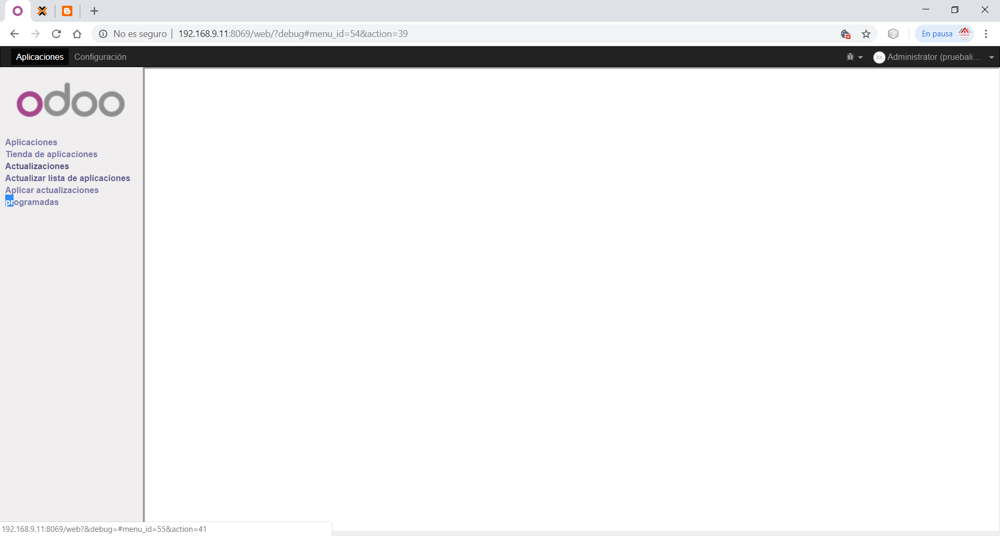 No es seguro 192.168.9.11:8069/web/?debug#menu_id=54&action=39 En pausa
Aplicaciones Configuración Administrator (pruebali...
odoo
Aplicaciones
Tienda de aplicaciones
Actualizaciones
Actualizar lista de aplicaciones
Aplicar actualizaciones
programadas
192.168.9.11:8069/web?&debug=#menu_id=55&action=41